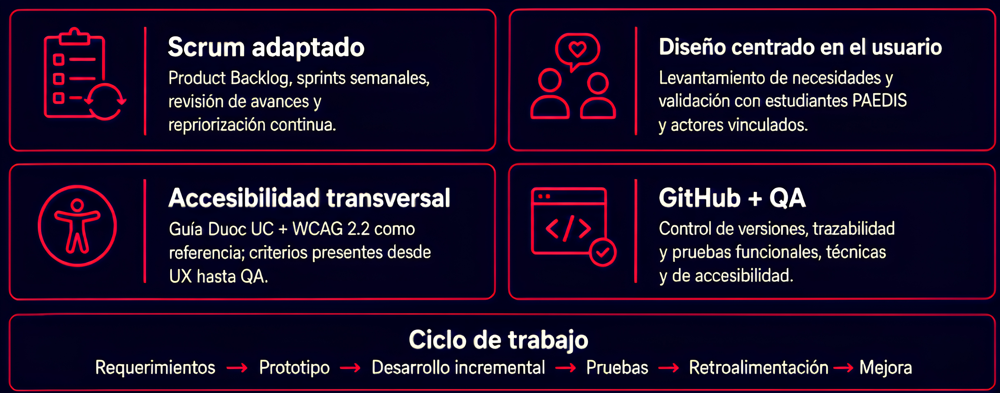 Scrum adaptado
Product Backlog, sprints semanales,
revisión de avances y
repriorización continua.
Diseño centrado en el usuario
Levantamiento de necesidades y
validación con estudiantes PAEDIS
y actores vinculados.
Accesibilidad transversal
Guía Duoc UC + WCAG 2.2 como
referencia; criterios presentes desde
UX hasta QA.
GitHub + QA
Control de versiones, trazabilidad
y pruebas funcionales, técnicas
y de accesibilidad.
Ciclo de trabajo
Requerimientos → Prototipo → Desarrollo incremental → Pruebas → Retroalimentación → Mejora